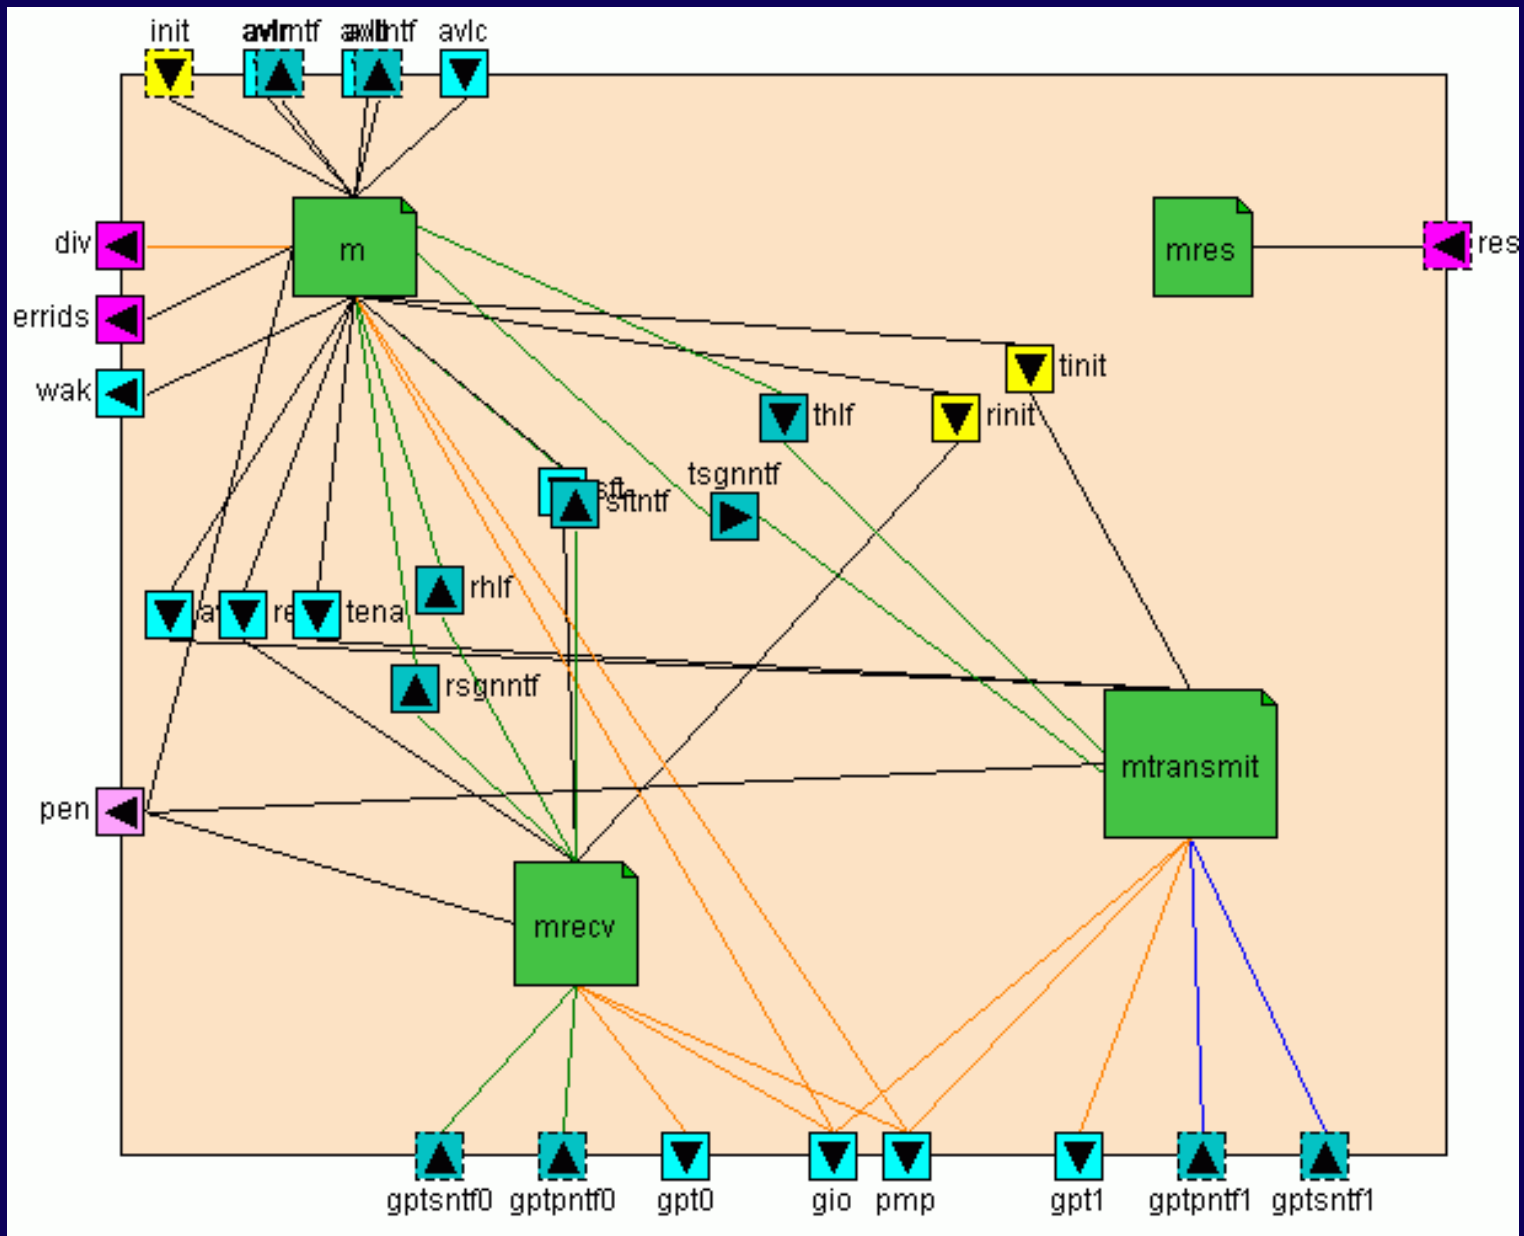 init
avlc
div
m
mres
res
errids
wak
tinit
thlf
rinit
tsgnntf
sftntf
rhlf
tena
rsgnntf
pen
mtransmit
mrecv
gptsntf0
gptpntf0
gpt0
gio
pmp
gpt1
gptpntf1
gptsntf1